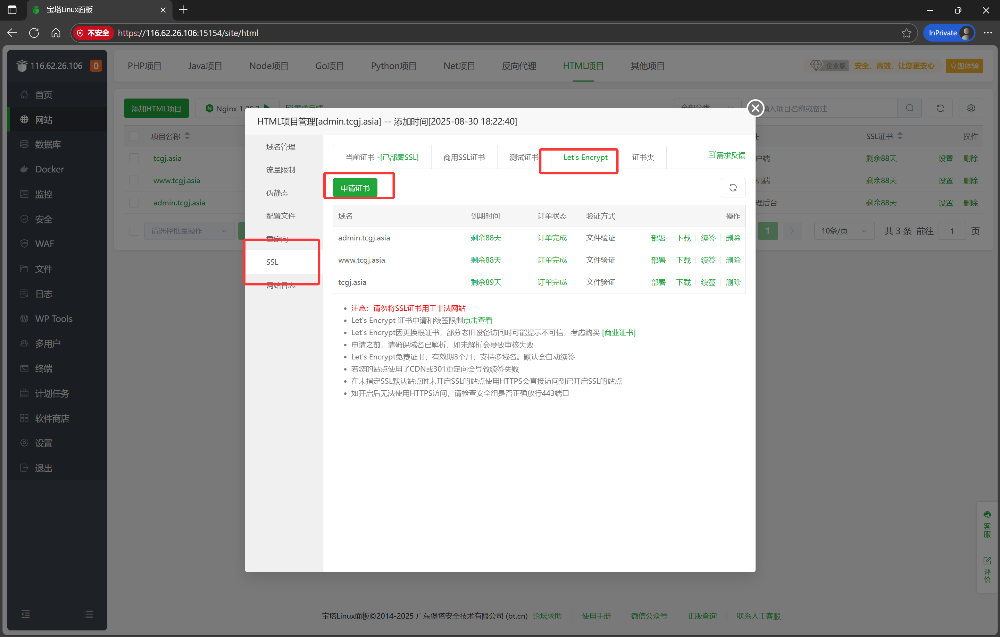 宝塔Linux面板
不安全 https://116.62.26.106:15154/site/html
InPrivate
116.62.26.106 0
首页
网站
数据库
Docker
监控
安全
WAF
文件
日志
WP Tools
多用户
终端
计划任务
软件商店
设置
退出
PHP项目 Java项目 Node项目 Go项目 Python项目 Net项目 反向代理 HTML项目 其他项目
企业版 安全、高效、让您更安心 立即体验
添加HTML项目 Nginx 1.26.3 需求反馈 全部分类 输入项目名称或备注
项目名称 SSL证书 操作
tcgj.asia 户端 剩余88天 设置 删除
www.tcgj.asia 机端 剩余88天 设置 删除
admin.tcgj.asia 理后台 剩余88天 设置 删除
请选择批量操作 1 10条/页 共 3 条 前往 1 页
HTML项目管理[admin.tcgj.asia] -- 添加时间[2025-08-30 18:22:40]
域名管理
流量限制
伪静态
配置文件
重定向
SSL
网站日志
当前证书 -[已部署SSL] 商用SSL证书 测试证书 Let's Encrypt 证书夹 需求反馈
申请证书
域名 到期时间 订单状态 验证方式 操作
admin.tcgj.asia 剩余88天 订单完成 文件验证 部署 下载 续签 删除
www.tcgj.asia 剩余88天 订单完成 文件验证 部署 下载 续签 删除
tcgj.asia 剩余89天 订单完成 文件验证 部署 下载 续签 删除
注意：请勿将SSL证书用于非法网站
Let's Encrypt 证书申请和续签限制点击查看
Let's Encrypt因更换根证书，部分老旧设备访问时可能提示不可信，考虑购买 [商业证书]
申请之前，请确保域名已解析，如未解析会导致审核失败
Let's Encrypt免费证书，有效期3个月，支持多域名。默认会自动续签
若您的站点使用了CDN或301重定向会导致续签失败
在未指定SSL默认站点时未开启SSL的站点使用HTTPS会直接访问到已开启SSL的站点
如开启后无法使用HTTPS访问，请检查安全组是否正确放行443端口
客服
评价
宝塔Linux面板©2014-2025 广东堡塔安全技术有限公司 (bt.cn) 论坛求助 使用手册 微信公众号 正版查询 联系人工客服